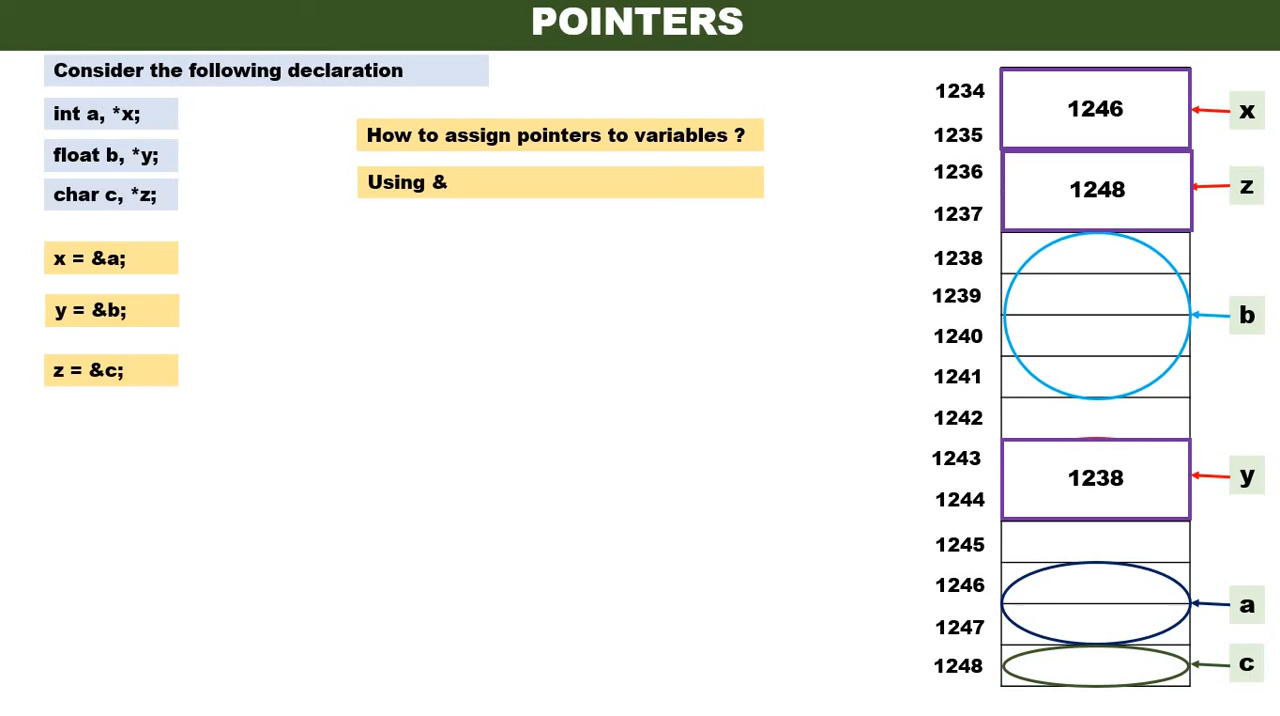 POINTERS
Consider the following declaration
int a, *x;
float b, *y;
char c, *z;
x = &a;
y = &b;
z = &c;
How to assign pointers to variables ?
Using &
1234
1235
1236
1237
1238
1239
1240
1241
1242
1243
1244
1245
1246
1247
1248
1246
1248
1238
x
z
b
y
a
c